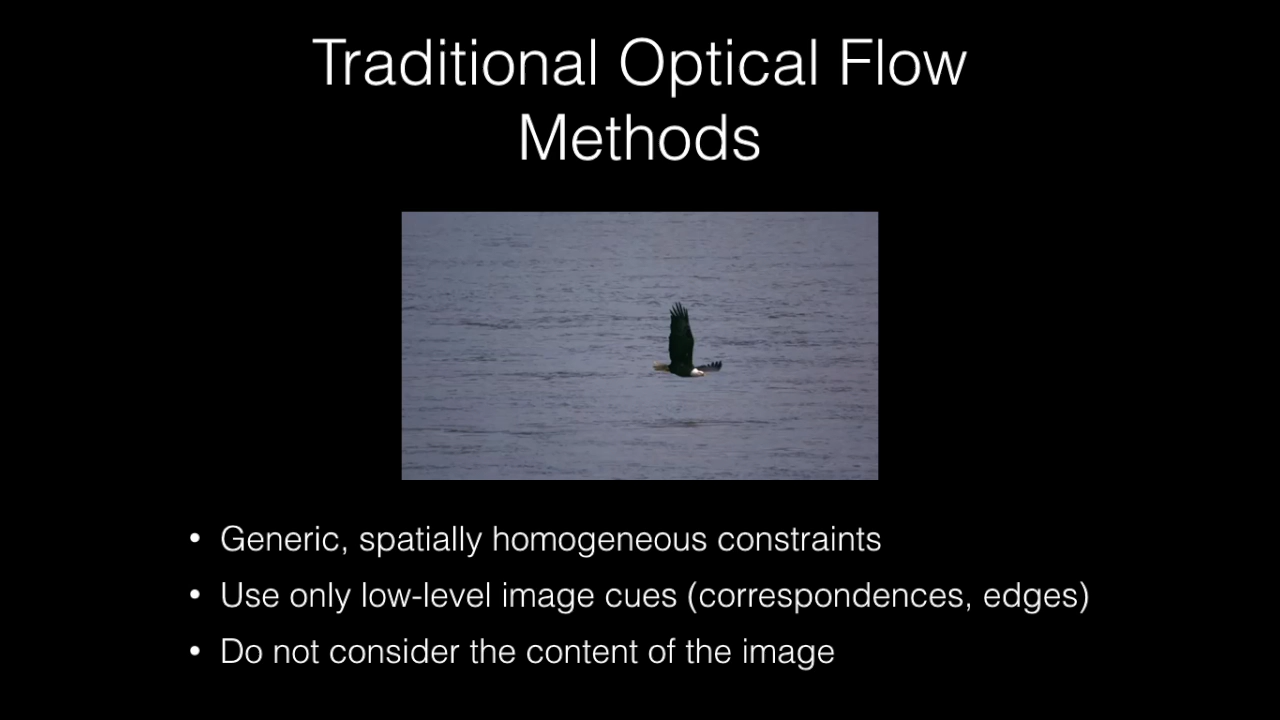 Traditional Optical Flow
Methods
• Generic, spatially homogeneous constraints
• Use only low-level image cues (correspondences, edges)
• Do not consider the content of the image